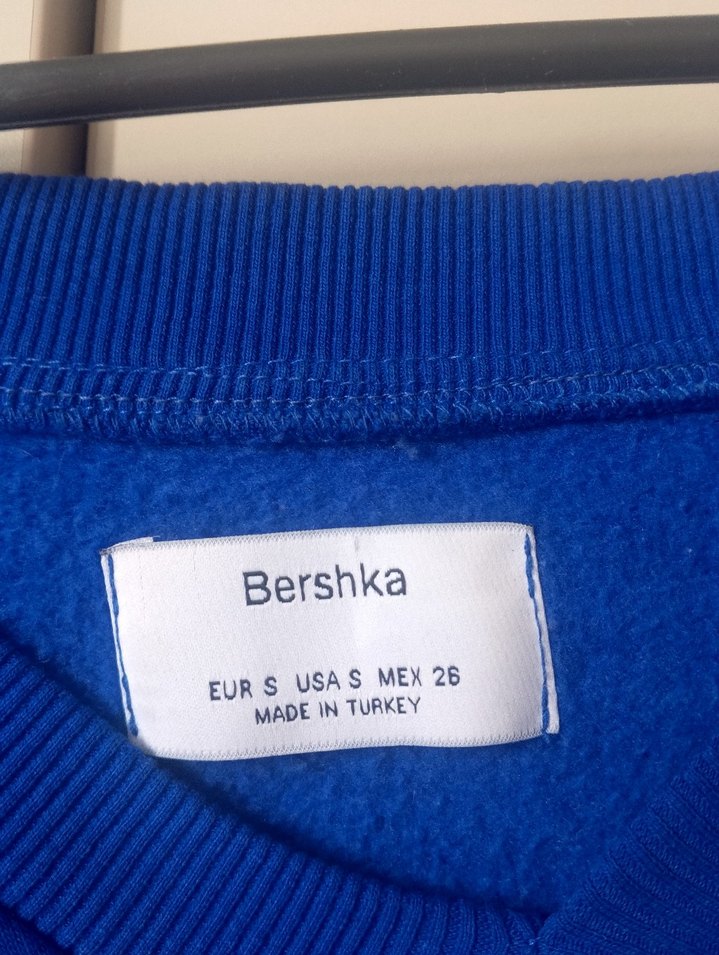 Bershka
EUR S USA S MEX 26
MADE IN TURKEY